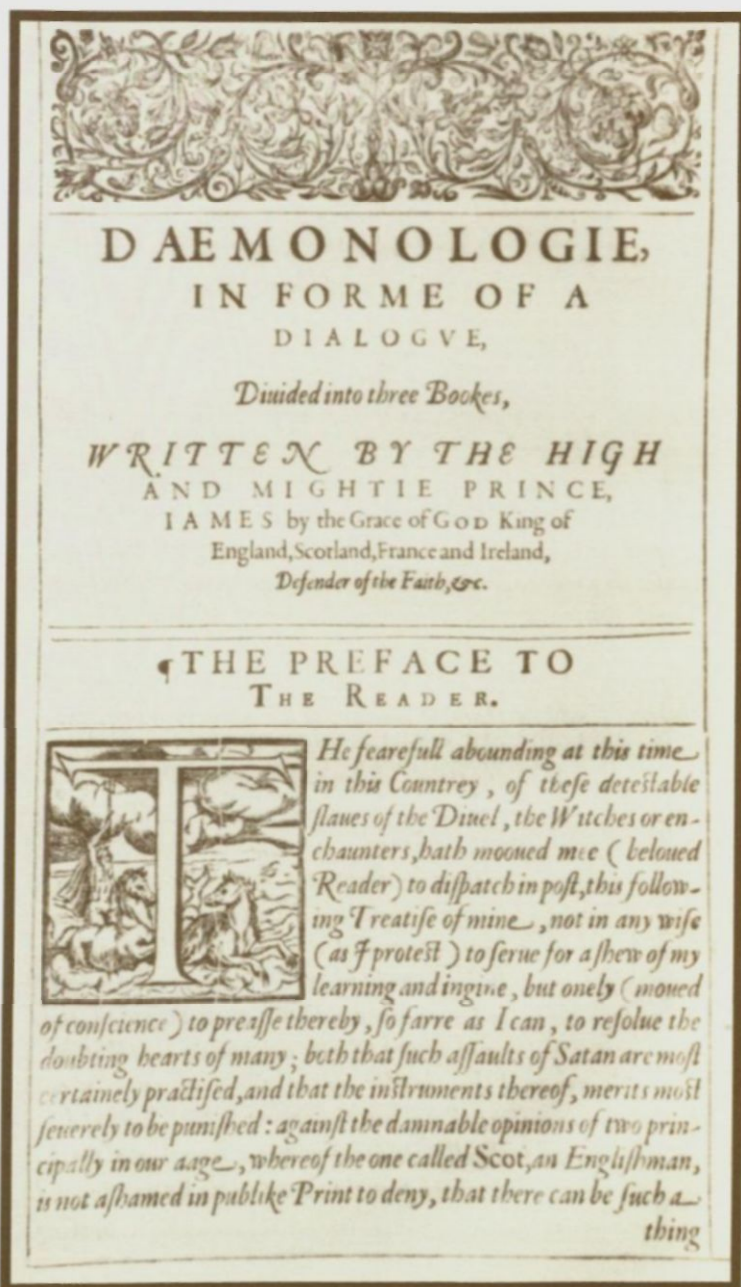 DAEMONOLOGIE,
IN FORME OF A
DIALOGVE,
Diuided into three Bookes,
WRITTEN BY THE HIGH
AND MIGHTIE PRINCE,
IAMES by the Grace of GOD King of
England, Scotland, France and Ireland,
Defender of the Faith, &c.
¶THE PREFACE TO
THE READER.
THe fearefull abounding at this time
in this Countrey, of theſe deteſtable
ſlaues of the Diuel, the Witches or en-
chaunters, hath mooued mee (beloued
Reader) to diſpatch in poſt, this follow-
ing Treatiſe of mine, not in any wiſe
(as I proteſt) to ſerue for a ſhew of my
learning and ingine, but onely (moued
of conſcience) to preaſſe thereby, ſo farre as I can, to reſolue the
doubting hearts of many; both that ſuch aſſaults of Satan are moſt
certainely practiſed, and that the inſtruments thereof, merits moſt
ſeuerely to be puniſhed: againſt the damnable opinions of two prin-
cipally in our aage, whereof the one called Scot, an Engliſhman,
is not aſhamed in publike Print to deny, that there can be ſuch a
thing